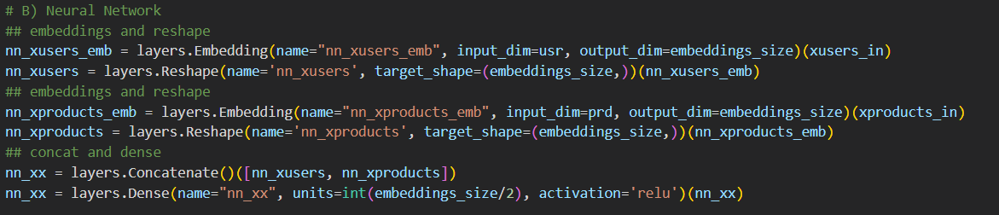 # B) Neural Network
## embeddings and reshape
nn_xusers_emb = layers.Embedding(name="nn_xusers_emb", input_dim=usr, output_dim=embeddings_size)(xusers_in)
nn_xusers = layers.Reshape(name='nn_xusers', target_shape=(embeddings_size,))(nn_xusers_emb)
## embeddings and reshape
nn_xproducts_emb = layers.Embedding(name="nn_xproducts_emb", input_dim=prd, output_dim=embeddings_size)(xproducts_in)
nn_xproducts = layers.Reshape(name='nn_xproducts', target_shape=(embeddings_size,))(nn_xproducts_emb)
## concat and dense
nn_xx = layers.Concatenate()([nn_xusers, nn_xproducts])
nn_xx = layers.Dense(name="nn_xx", units=int(embeddings_size/2), activation='relu')(nn_xx)